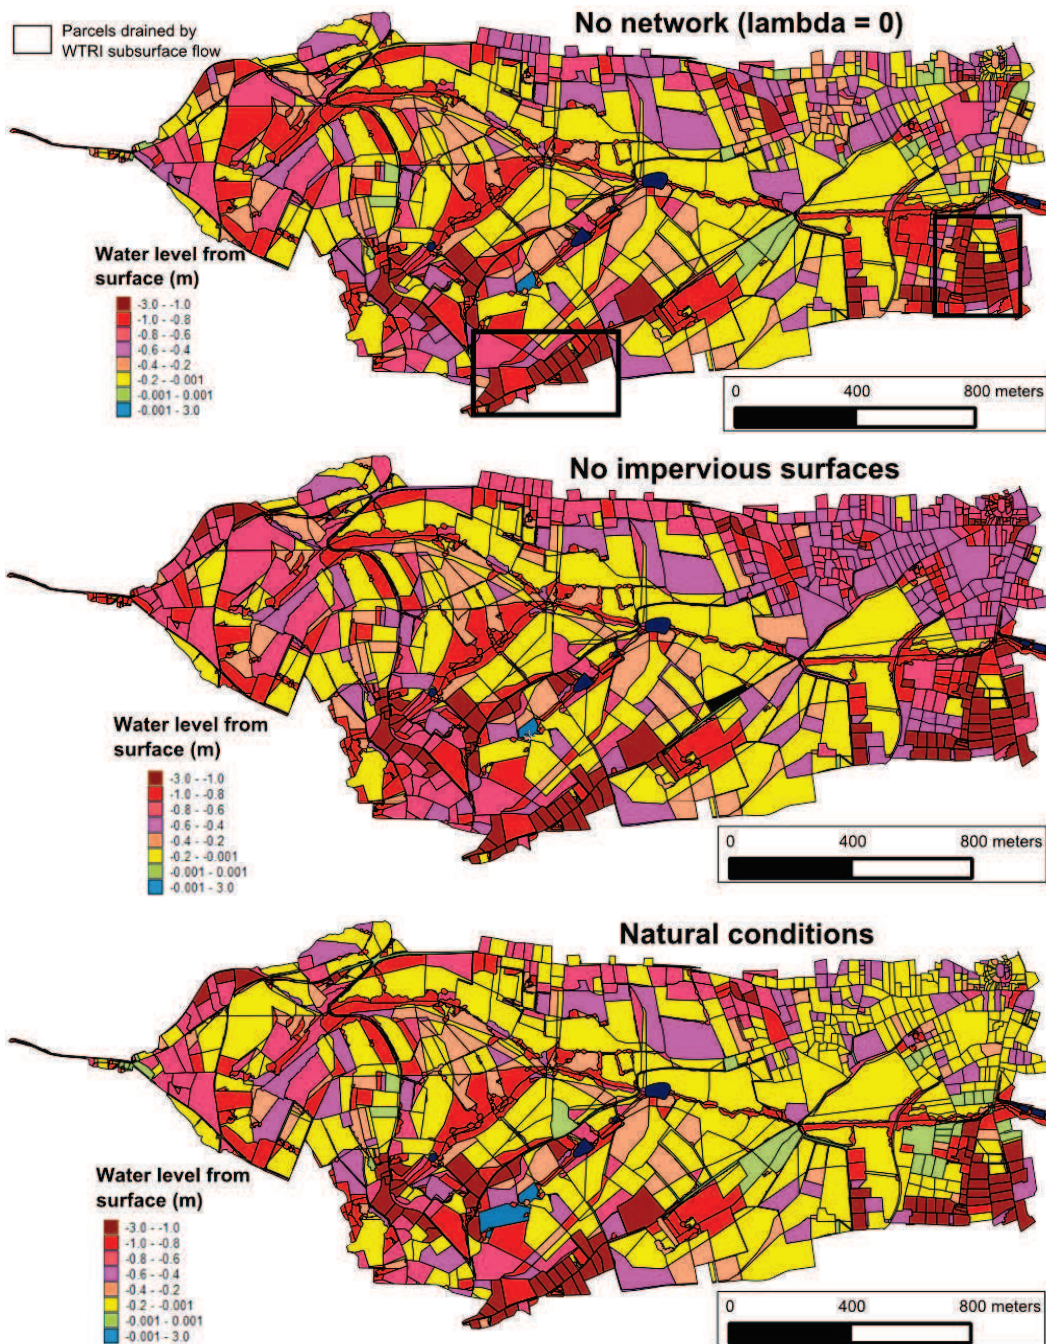 No network (lambda = 0)
Parcels drained by
WTRI subsurface flow
Water level from
surface (m)
-3.0 - -1.0
-1.0 - -0.8
-0.8 - -0.6
-0.6 - -0.4
-0.4 - -0.2
-0.2 - -0.001
-0.001 - 0.001
-0.001 - 3.0
0 400 800 meters
No impervious surfaces
Water level from
surface (m)
-3.0 - -1.0
-1.0 - -0.8
-0.8 - -0.6
-0.6 - -0.4
-0.4 - -0.2
-0.2 - -0.001
-0.001 - 0.001
-0.001 - 3.0
0 400 800 meters
Natural conditions
Water level from
surface (m)
-3.0 - -1.0
-1.0 - -0.8
-0.8 - -0.6
-0.6 - -0.4
-0.4 - -0.2
-0.2 - -0.001
-0.001 - 0.001
-0.001 - 3.0
0 400 800 meters